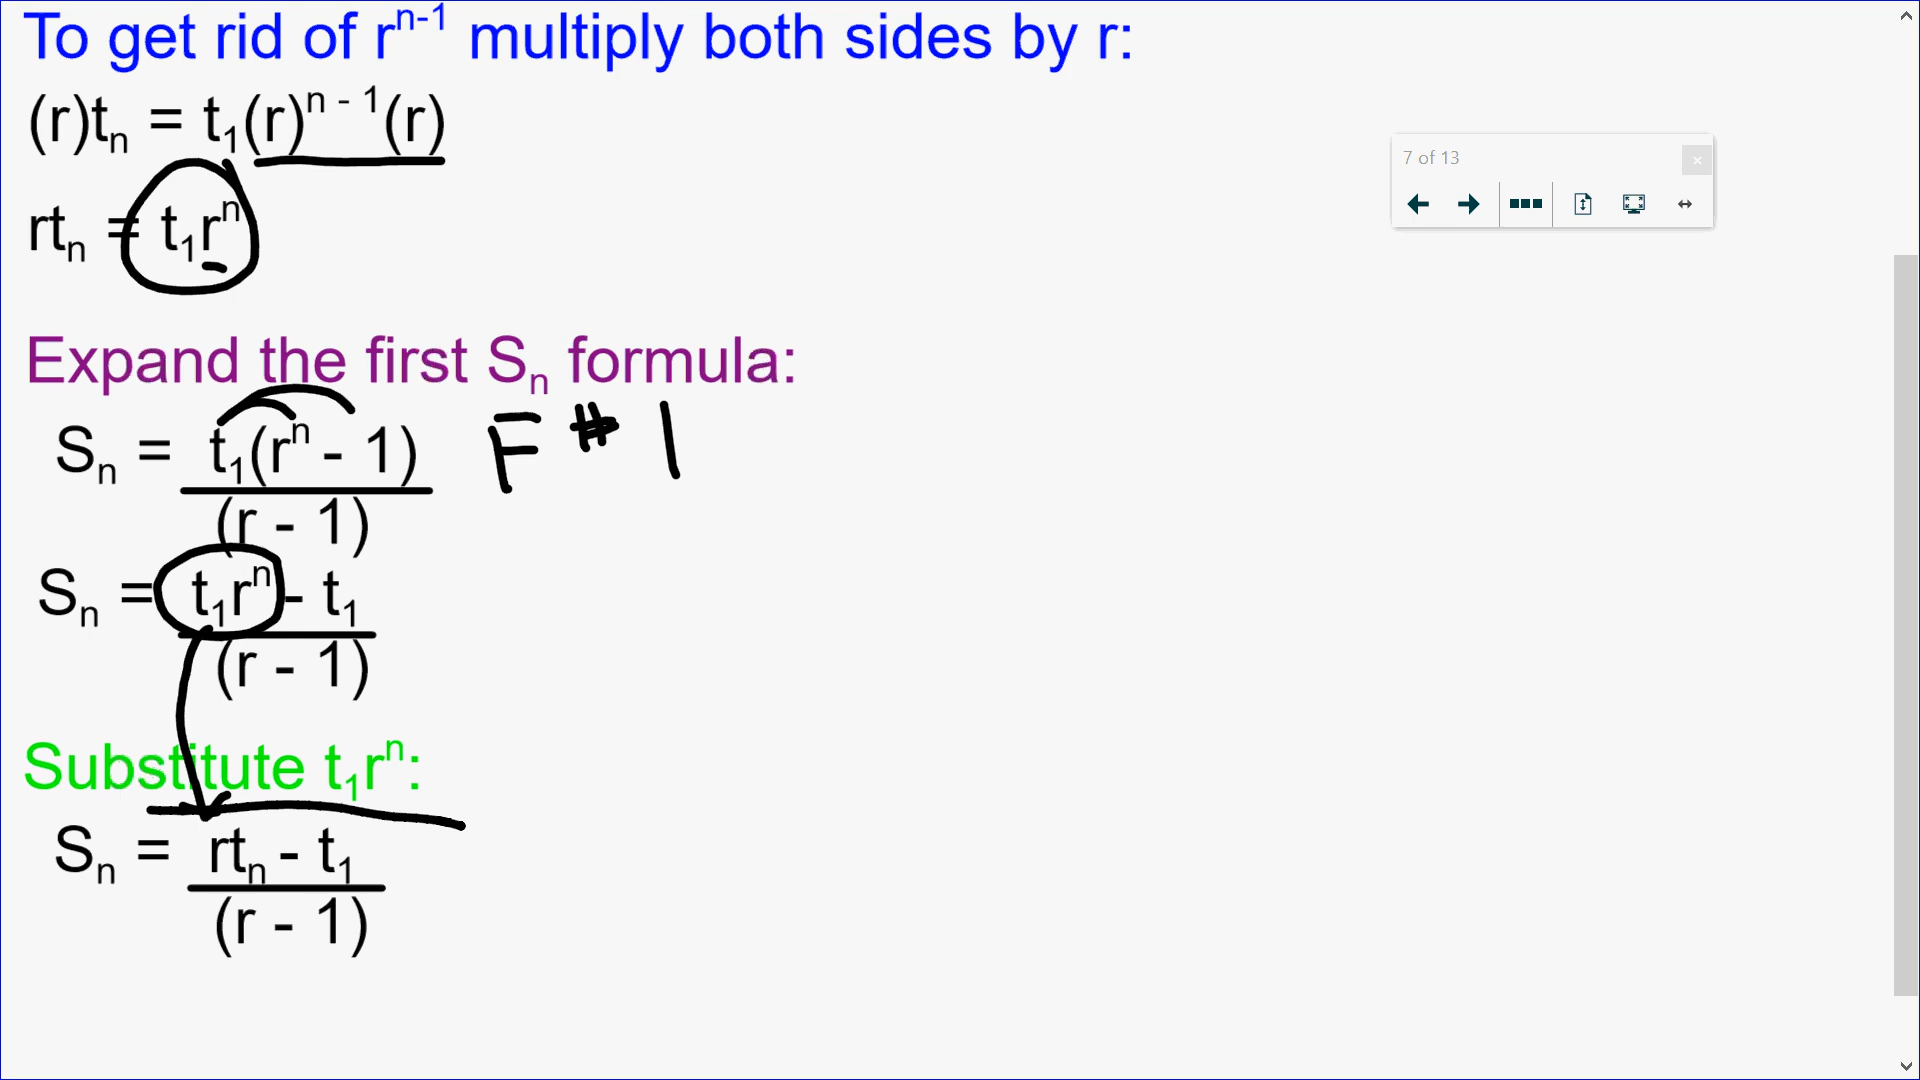 To get rid of rⁿ⁻¹ multiply both sides by r:
(r)tₙ = t₁(r)ⁿ ⁻ ¹(r)
rtₙ = t₁rⁿ
Expand the first Sₙ formula:
Sₙ = t₁(rⁿ - 1)
(r - 1)
F # 1
Sₙ = t₁rⁿ - t₁
(r - 1)
Substitute t₁rⁿ:
Sₙ = rtₙ - t₁
(r - 1)
7 of 13